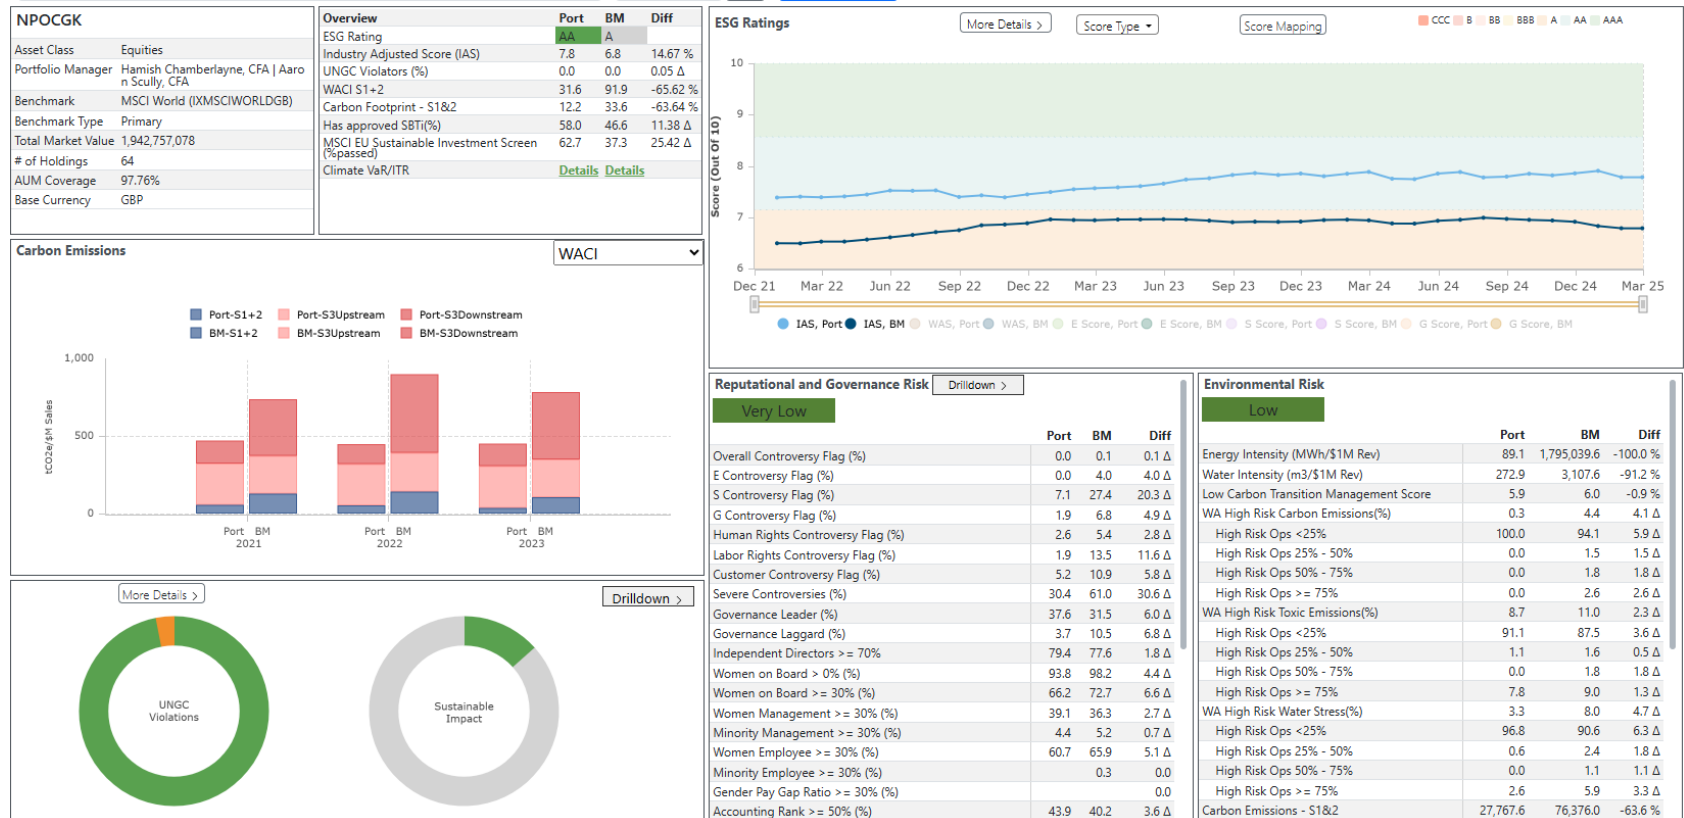 NPOCGK
Asset Class Equities
Portfolio Manager Hamish Chamberlayne, CFA | Aaro
n Scully, CFA
Benchmark MSCI World (IXMSCIWORLDGB)
Benchmark Type Primary
Total Market Value 1,942,757,078
# of Holdings 64
AUM Coverage 97.76%
Base Currency GBP
Overview Port BM Diff
ESG Rating AA A
Industry Adjusted Score (IAS) 7.8 6.8 14.67 %
UNGC Violators (%) 0.0 0.0 0.05 Δ
WACI S1+2 31.6 91.9 -65.62 %
Carbon Footprint - S1&2 12.2 33.6 -63.64 %
Has approved SBTi(%) 58.0 46.6 11.38 Δ
MSCI EU Sustainable Investment Screen 62.7 37.3 25.42 Δ
(%passed)
Climate VaR/ITR Details Details
ESG Ratings
More Details >
Score Type
Score Mapping
CCC B BB BBB A AA AAA
Score (Out Of 10)
10
9
8
7
6
Dec 21 Mar 22 Jun 22 Sep 22 Dec 22 Mar 23 Jun 23 Sep 23 Dec 23 Mar 24 Jun 24 Sep 24 Dec 24 Mar 25
IAS, Port IAS, BM WAS, Port WAS, BM E Score, Port E Score, BM S Score, Port S Score, BM G Score, Port G Score, BM
Carbon Emissions
WACI
Port-S1+2 Port-S3Upstream Port-S3Downstream
BM-S1+2 BM-S3Upstream BM-S3Downstream
tCO2e/$M Sales
1,000
500
0
Port BM Port BM Port BM
2021 2022 2023
More Details >
Drilldown >
UNGC
Violations
Sustainable
Impact
Reputational and Governance Risk
Drilldown >
Very Low
Port BM Diff
Overall Controversy Flag (%) 0.0 0.1 0.1 Δ
E Controversy Flag (%) 0.0 4.0 4.0 Δ
S Controversy Flag (%) 7.1 27.4 20.3 Δ
G Controversy Flag (%) 1.9 6.8 4.9 Δ
Human Rights Controversy Flag (%) 2.6 5.4 2.8 Δ
Labor Rights Controversy Flag (%) 1.9 13.5 11.6 Δ
Customer Controversy Flag (%) 5.2 10.9 5.8 Δ
Severe Controversies (%) 30.4 61.0 30.6 Δ
Governance Leader (%) 37.6 31.5 6.0 Δ
Governance Laggard (%) 3.7 10.5 6.8 Δ
Independent Directors >= 70% 79.4 77.6 1.8 Δ
Women on Board > 0% (%) 93.8 98.2 4.4 Δ
Women on Board >= 30% (%) 66.2 72.7 6.6 Δ
Women Management >= 30% (%) 39.1 36.3 2.7 Δ
Minority Management >= 30% (%) 4.4 5.2 0.7 Δ
Women Employee >= 30% (%) 60.7 65.9 5.1 Δ
Minority Employee >= 30% (%) 0.3 0.0
Gender Pay Gap Ratio >= 30% (%) 0.0
Accounting Rank >= 50% (%) 43.9 40.2 3.6 Δ
Environmental Risk
Low
Port BM Diff
Energy Intensity (MWh/$1M Rev) 89.1 1,795,039.6 -100.0 %
Water Intensity (m3/$1M Rev) 272.9 3,107.6 -91.2 %
Low Carbon Transition Management Score 5.9 6.0 -0.9 %
WA High Risk Carbon Emissions(%) 0.3 4.4 4.1 Δ
High Risk Ops <25% 100.0 94.1 5.9 Δ
High Risk Ops 25% - 50% 0.0 1.5 1.5 Δ
High Risk Ops 50% - 75% 0.0 1.8 1.8 Δ
High Risk Ops >= 75% 0.0 2.6 2.6 Δ
WA High Risk Toxic Emissions(%) 8.7 11.0 2.3 Δ
High Risk Ops <25% 91.1 87.5 3.6 Δ
High Risk Ops 25% - 50% 1.1 1.6 0.5 Δ
High Risk Ops 50% - 75% 0.0 1.8 1.8 Δ
High Risk Ops >= 75% 7.8 9.0 1.3 Δ
WA High Risk Water Stress(%) 3.3 8.0 4.7 Δ
High Risk Ops <25% 96.8 90.6 6.3 Δ
High Risk Ops 25% - 50% 0.6 2.4 1.8 Δ
High Risk Ops 50% - 75% 0.0 1.1 1.1 Δ
High Risk Ops >= 75% 2.6 5.9 3.3 Δ
Carbon Emissions - S1&2 27,767.6 76,376.0 -63.6 %